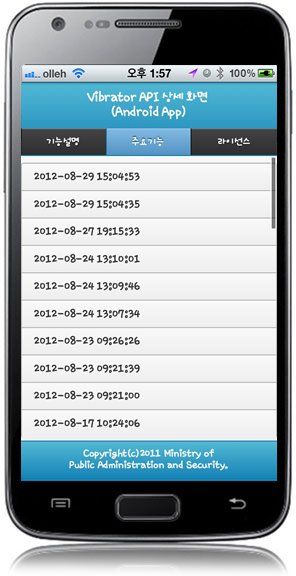 olleh 오후 1:57 100%
Vibrator API 상세 화면
(Android App)
기능설명 주요기능 라이선스
2012-08-29 15:04:53
2012-08-29 15:04:35
2012-08-27 19:15:33
2012-08-24 13:10:01
2012-08-24 13:09:46
2012-08-24 13:07:34
2012-08-23 09:26:26
2012-08-23 09:21:39
2012-08-23 09:21:00
2012-08-17 10:24:06
Copyright(c)2011 Ministry of
Public Administration and Security.